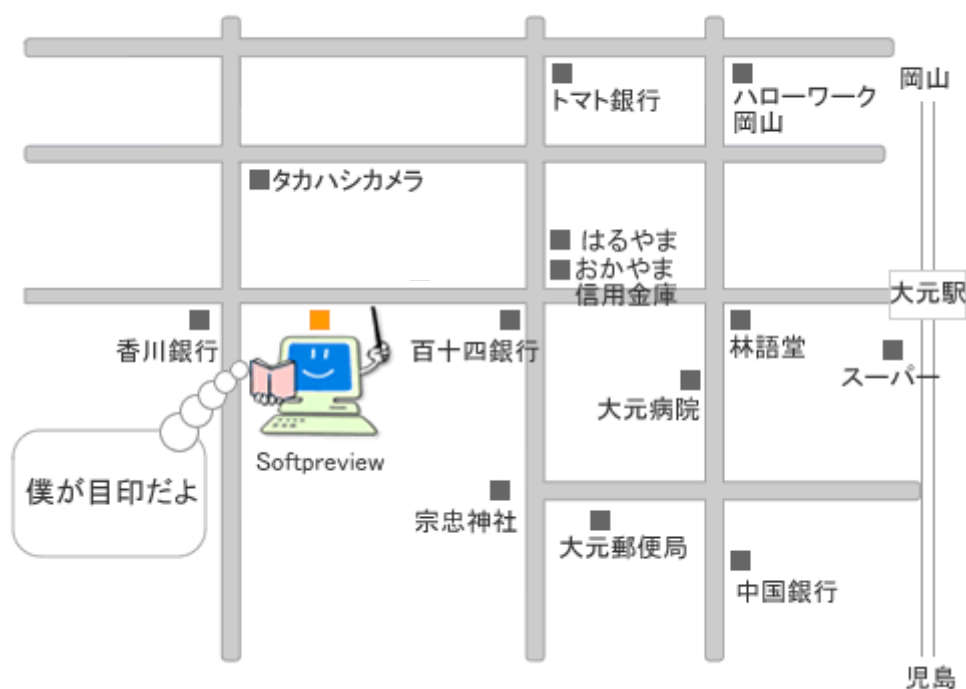 岡山
トマト銀行
ハローワーク
岡山
タカハシカメラ
はるやま
おかやま
信用金庫
大元駅
香川銀行
百十四銀行
林語堂
スーパー
大元病院
Softpreview
僕が目印だよ
宗忠神社
大元郵便局
中国銀行
児島